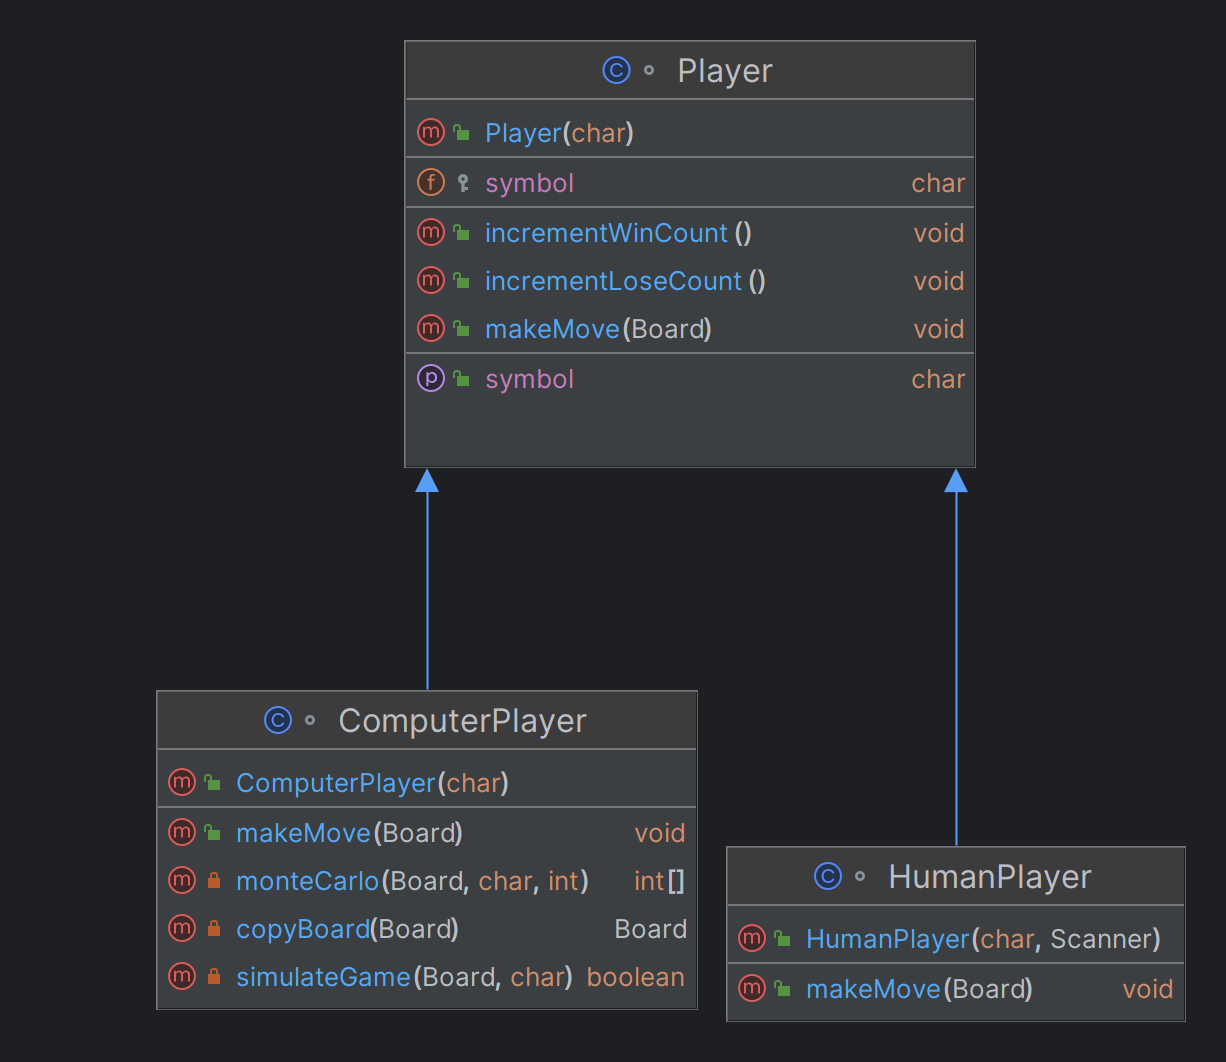 C Player
m Player(char)
f symbol char
m incrementWinCount() void
m incrementLoseCount() void
m makeMove(Board) void
p symbol char
C ComputerPlayer
m ComputerPlayer(char)
m makeMove(Board) void
m monteCarlo(Board, char, int) int[]
m copyBoard(Board) Board
m simulateGame(Board, char) boolean
C HumanPlayer
m HumanPlayer(char, Scanner)
m makeMove(Board) void